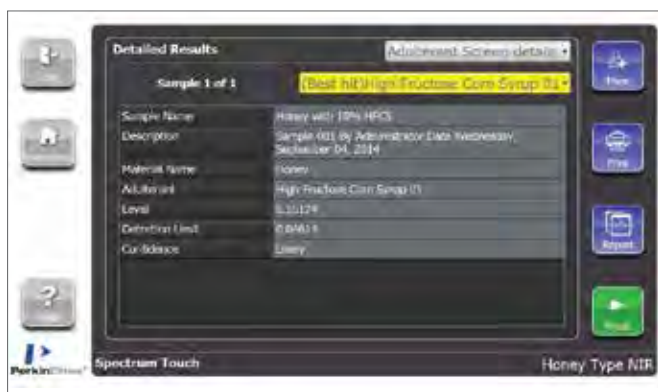 Detailed Results
Adulterant Screen details
Sample 1 of 1
(Best hit)High Fructose Corn Syrup 01
Sample Name
Honey with 10% HFCS
Description
Sample 001 By Administrator Date Wednesday,
September 04, 2014
Material Name
Honey
Adulterant
High Fructose Corn Syrup 01
Level
Detection Limit
Confidence
Likely
Print
Report
PerkinElmer
Spectrum Touch
Honey Type NIR